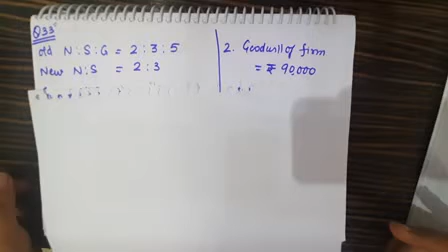 Q33
old N:S:G = 2:3:5
New N:S = 2:3
2. Goodwill of firm
= ₹ 90,000